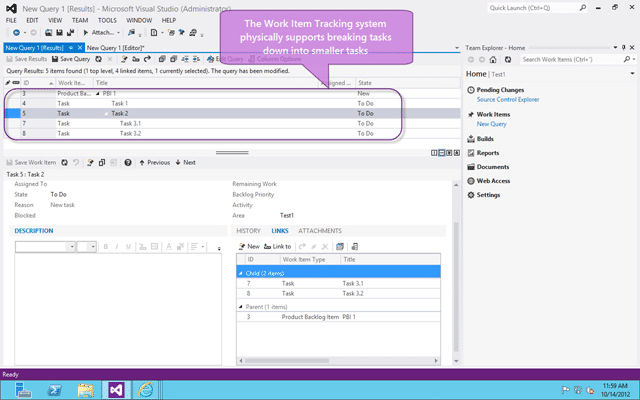 New Query 1 [Results] - Microsoft Visual Studio (Administrator)
Quick Launch (Ctrl+Q)
FILE EDIT VIEW
Attach...
The Work Item Tracking system
physically supports breaking tasks
down into smaller tasks
New Query 1 [Results]
New Query 1 [Editor]*
Save Results Save Query
Edit Query Column Options
Query Results: 5 items found (1 top level, 4 linked items, 1 currently selected). The query has been modified.
ID Work Ite... Title Assigned ... State
3 Product Ba... PBI 1 New
4 Task Task 1 To Do
5 Task Task 2 To Do
7 Task Task 3.1 To Do
8 Task Task 3.2 To Do
Save Work Item Previous Next
Task 5 : Task 2
Assigned To
State To Do
Reason New task
Blocked
Remaining Work
Backlog Priority
Activity
Area Test1
DESCRIPTION
HISTORY LINKS ATTACHMENTS
New Link to
ID Work Item Type Title
Child (2 items)
7 Task Task 3.1
8 Task Task 3.2
Parent (1 items)
3 Product Backlog Item PBI 1
Team Explorer - Home
Search Work Items (Ctrl+')
Home | Test1
Pending Changes
Source Control Explorer
Work Items
New Query
Builds
Reports
Documents
Web Access
Settings
Ready
11:59 AM
10/14/2012